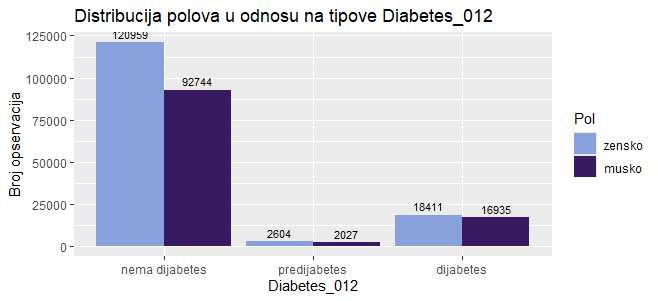 Distribucija polova u odnosu na tipove Diabetes_012
Broj opservacija
125000
100000
75000
50000
25000
0
120959
92744
2604
2027
18411
16935
nema dijabetes
predijabetes
dijabetes
Diabetes_012
Pol
zensko
musko